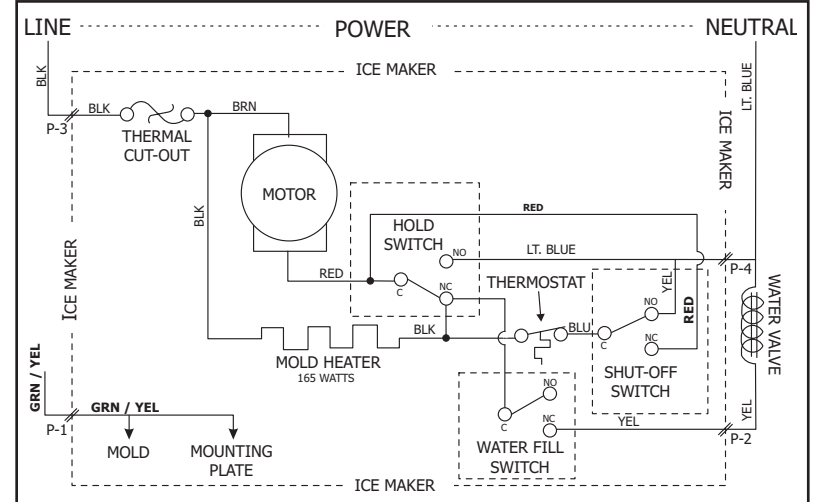 LINE POWER NEUTRAL
BLK
LT. BLUE
ICE MAKER
P-3
BLK
THERMAL
CUT-OUT
BRN
BLK
MOTOR
RED
HOLD
SWITCH
NO
C
NC
RED
LT. BLUE
ICE MAKER
P-4
THERMOSTAT
YEL
RED
WATER VALVE
BLK
BLU
C
NO
NC
SHUT-OFF
SWITCH
MOLD HEATER
165 WATTS
ICE MAKER
GRN / YEL
P-1
GRN / YEL
MOLD
MOUNTING
PLATE
NO
C
NC
WATER FILL
SWITCH
YEL
YEL
P-2
ICE MAKER